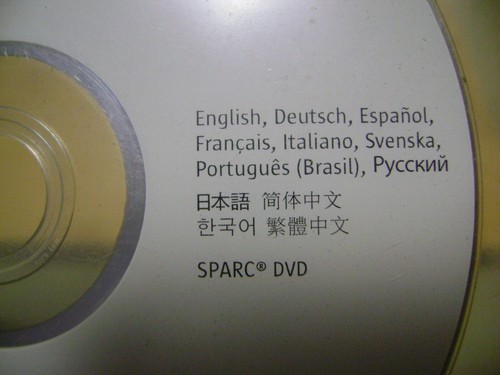 English, Deutsch, Español,
Français, Italiano, Svenska,
Português (Brasil), Русский
日本語 简体中文
한국어 繁體中文
SPARC® DVD